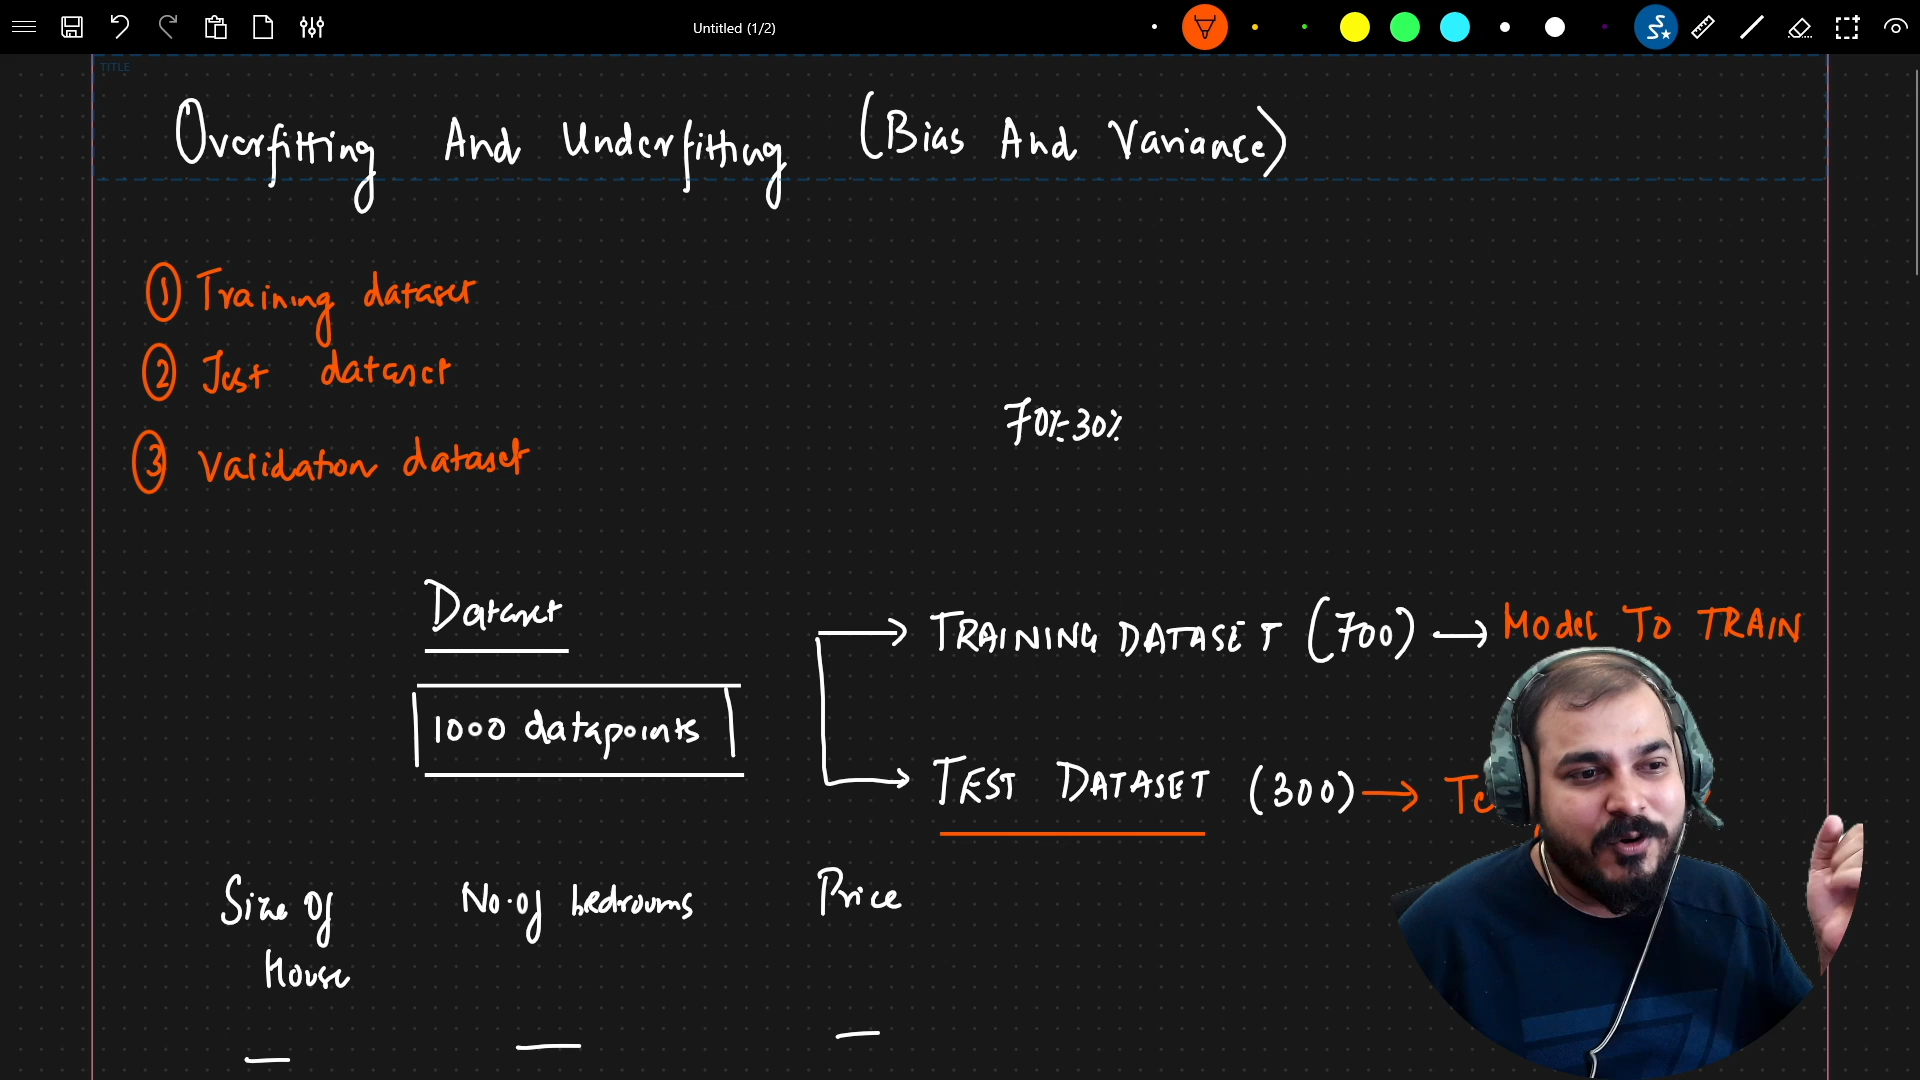 Untitled (1/2)
TITLE
Overfitting And Underfitting (Bias And Variance)
① Training dataset
② Test dataset
③ Validation dataset
70%-30%
Dataset
1000 datapoints
TRAINING DATASET (700) → Model To TRAIN
TEST DATASET (300) → Te
Size Of House
No. of bedrooms
Price